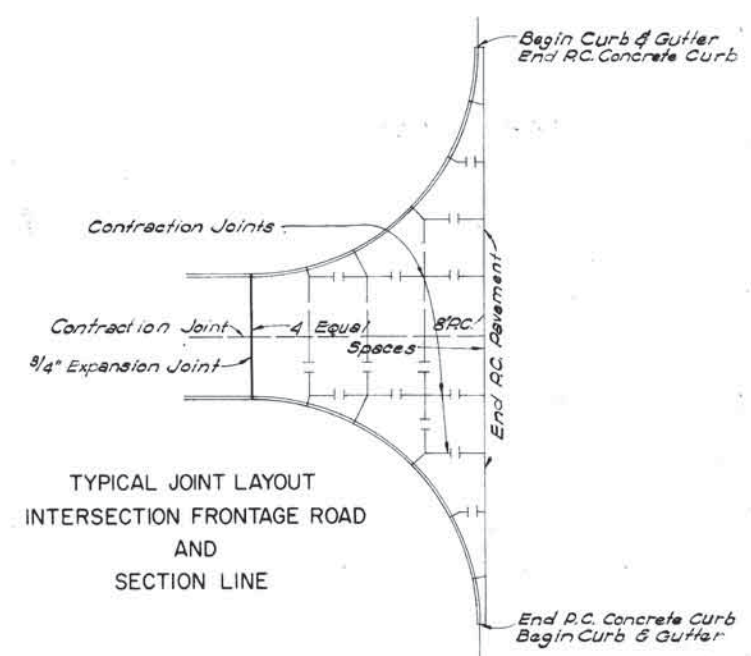 Begin Curb & Gutter
End P.C. Concrete Curb
Contraction Joints
Contraction Joint
4 Equal
Spaces
8" P.C.
3/4" Expansion Joint
End P.C. Pavement
TYPICAL JOINT LAYOUT
INTERSECTION FRONTAGE ROAD
AND
SECTION LINE
End P.C. Concrete Curb
Begin Curb & Gutter